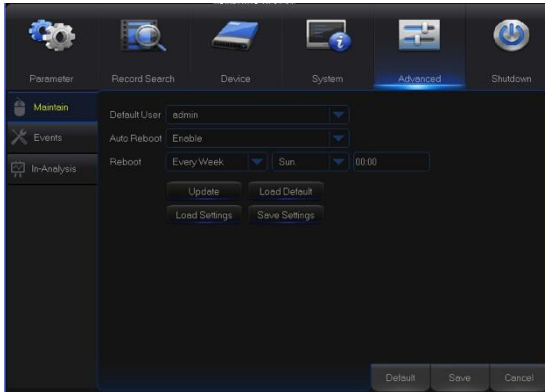 Parameter Record Search Device System Advanced Shutdown
Maintain
Events
In-Analysis
Default User admin
Auto Reboot Enable
Reboot Every Week Sun. 00:00
Update Load Default
Load Settings Save Settings
Default Save Cancel